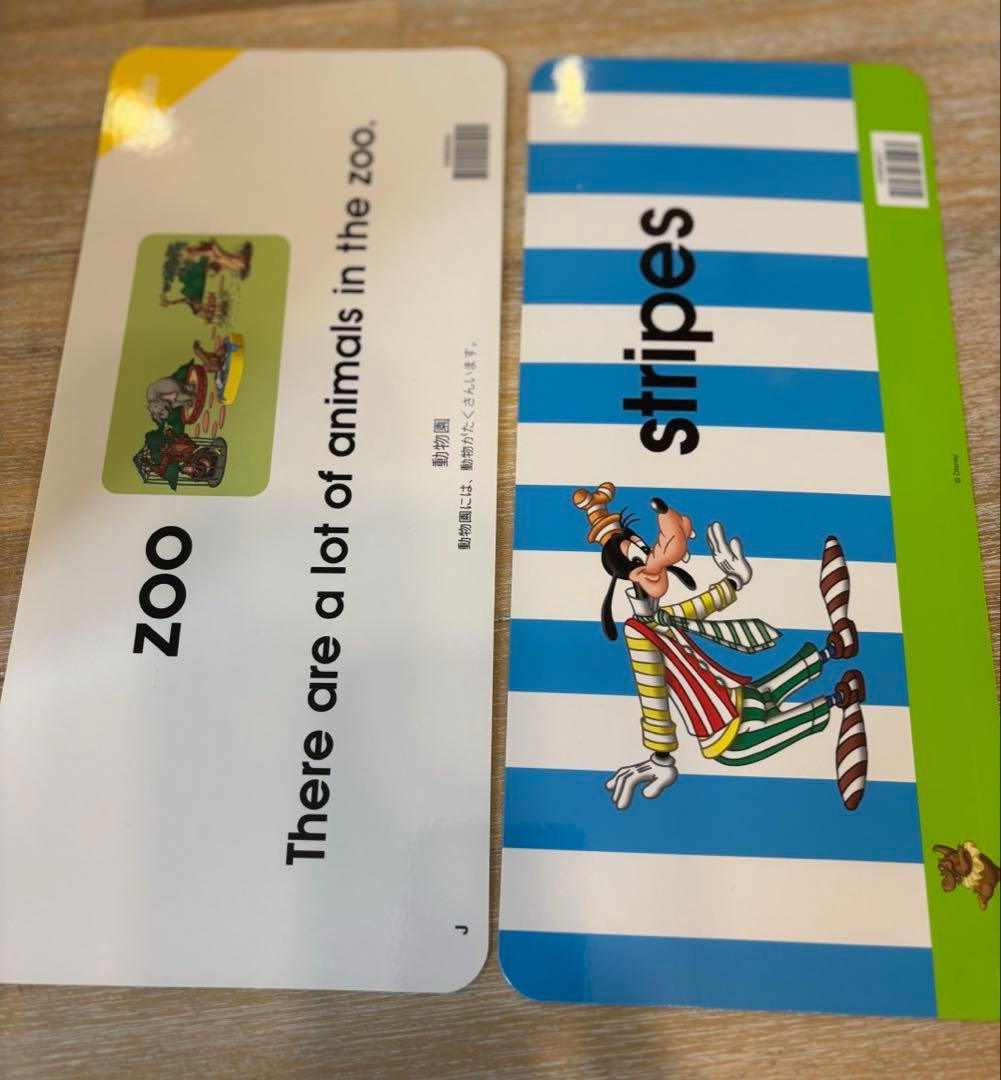 zoo
There are a lot of animals in the zoo.
動物園
動物園には、動物がたくさんいます。
J
stripes
© Disney